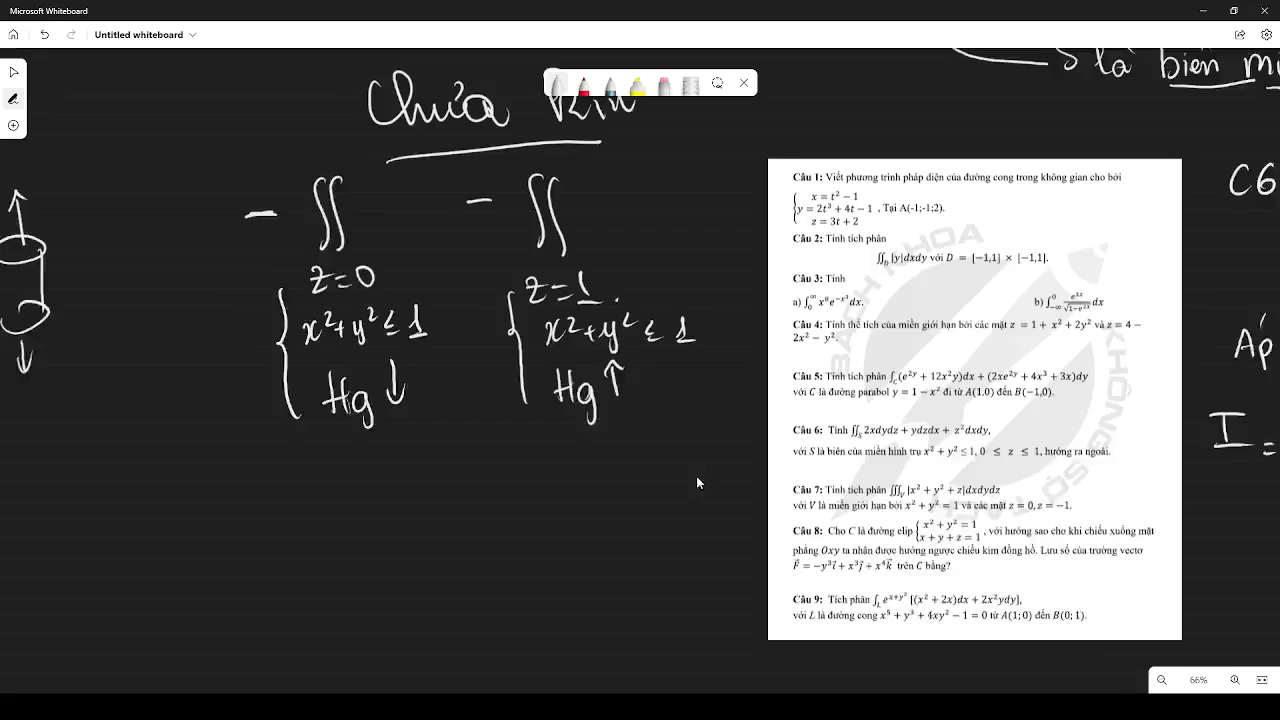 Microsoft Whiteboard
Untitled whiteboard
S là biên mi
Chưa kín
- ∬ - ∬
z=0 z=1.
x²+y² ≤ 1 x²+y² ≤ 1
Hg ↓ Hg ↑
Câu 1: Viết phương trình pháp diện của đường cong trong không gian cho bởi
{ x = t² − 1
y = 2t³ + 4t − 1 , Tại A(-1;-1;2).
z = 3t + 2
Câu 2: Tính tích phân
∬_D |y|dxdy với D = [−1,1] × [−1,1].
Câu 3: Tính
a) ∫_0^∞ x⁸e^{−x³}dx. b) ∫_{−∞}^0 e^{3x}/√(1−e^{3x}) dx
Câu 4: Tính thể tích của miền giới hạn bởi các mặt z = 1 + x² + 2y² và z = 4 −
2x² − y².
Câu 5: Tính tích phân ∫_C(e^{2y} + 12x²y)dx + (2xe^{2y} + 4x³ + 3x)dy
với C là đường parabol y = 1 − x² đi từ A(1,0) đến B(−1,0).
Câu 6: Tính ∬_S 2xdydz + ydzdx + z²dxdy,
với S là biên của miền hình trụ x² + y² ≤ 1, 0 ≤ z ≤ 1, hướng ra ngoài.
Câu 7: Tính tích phân ∭_V |x² + y² + z|dxdydz
với V là miền giới hạn bởi x² + y² = 1 và các mặt z = 0, z = −1.
Câu 8: Cho C là đường elip { x² + y² = 1
x + y + z = 1 , với hướng sao cho khi chiếu xuống mặt
phẳng Oxy ta nhận được hướng ngược chiều kim đồng hồ. Lưu số của trường vectơ
F⃗ = −y³i⃗ + x³j⃗ + x⁴k⃗ trên C bằng?
Câu 9: Tích phân ∫_L e^{x+y²} [(x² + 2x)dx + 2x²ydy],
với L là đường cong x⁵ + y³ + 4xy² − 1 = 0 từ A(1; 0) đến B(0; 1).
BÁCH KHOA
KHÔNG SỢ TẠCH
C6
Áp
I =
66%